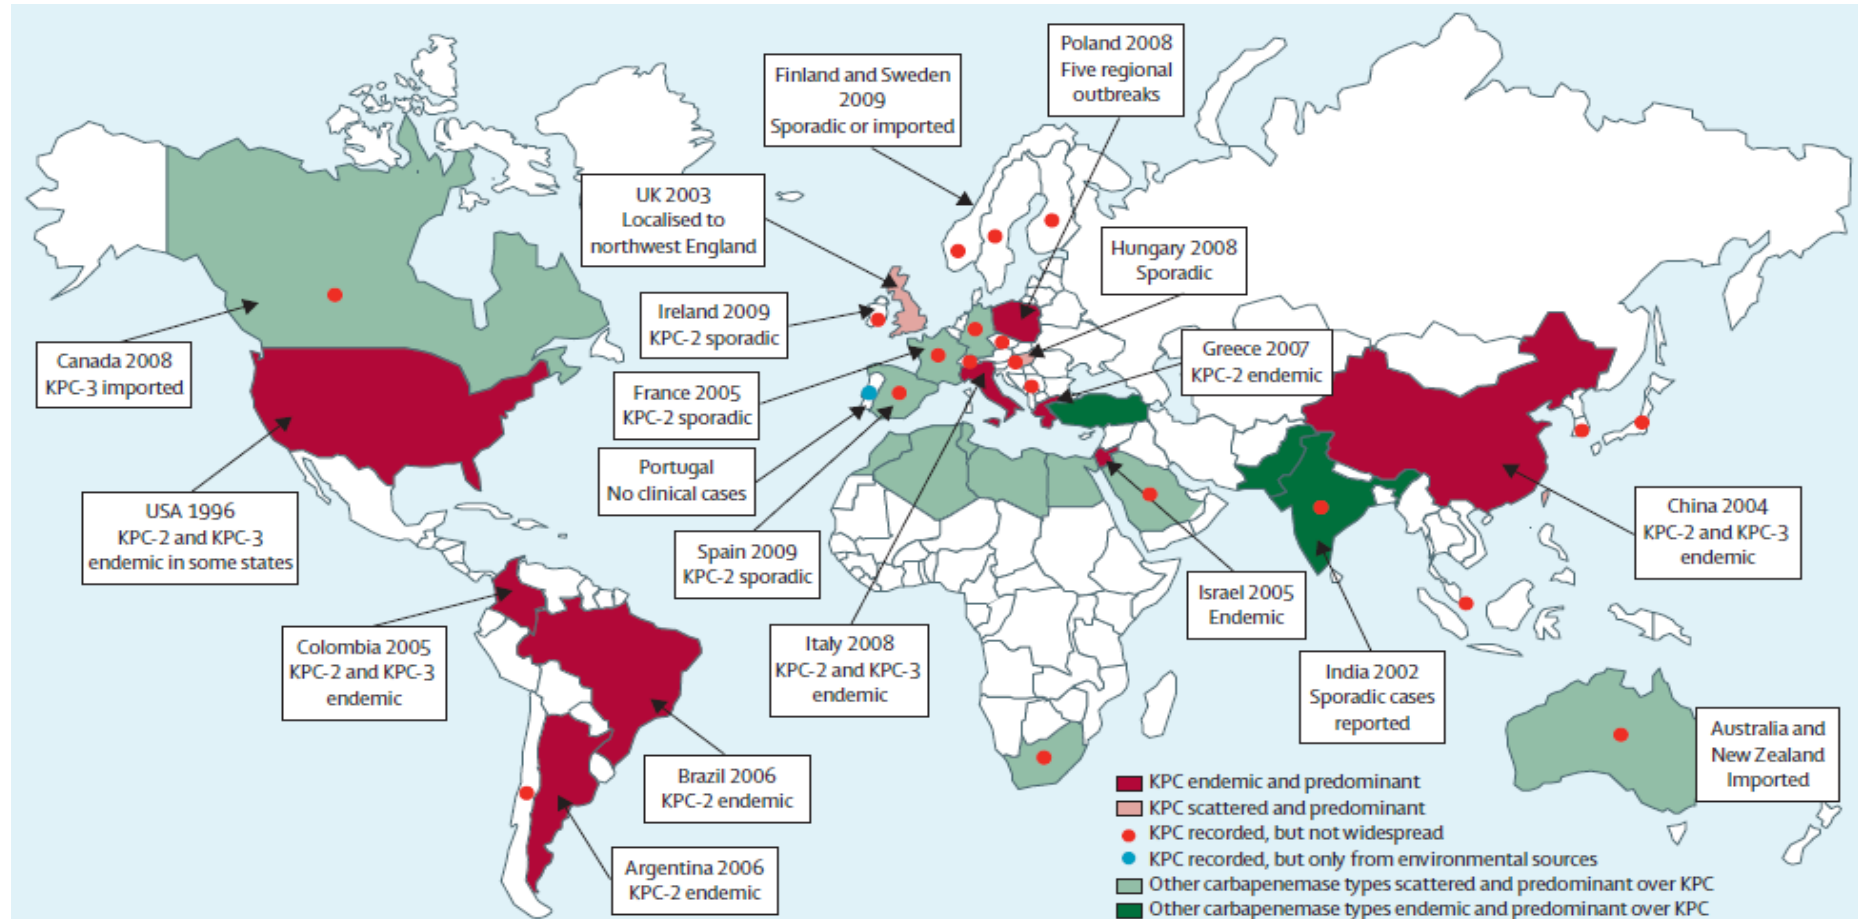 Poland 2008
Five regional
outbreaks
Finland and Sweden
2009
Sporadic or imported
UK 2003
Localised to
northwest England
Hungary 2008
Sporadic
Ireland 2009
KPC-2 sporadic
Greece 2007
KPC-2 endemic
Canada 2008
KPC-3 imported
France 2005
KPC-2 sporadic
Portugal
No clinical cases
USA 1996
KPC-2 and KPC-3
endemic in some states
China 2004
KPC-2 and KPC-3
endemic
Spain 2009
KPC-2 sporadic
Israel 2005
Endemic
Colombia 2005
KPC-2 and KPC-3
endemic
Italy 2008
KPC-2 and KPC-3
endemic
India 2002
Sporadic cases
reported
Australia and
New Zealand
Imported
Brazil 2006
KPC-2 endemic
Argentina 2006
KPC-2 endemic
KPC endemic and predominant
KPC scattered and predominant
KPC recorded, but not widespread
KPC recorded, but only from environmental sources
Other carbapenemase types scattered and predominant over KPC
Other carbapenemase types endemic and predominant over KPC